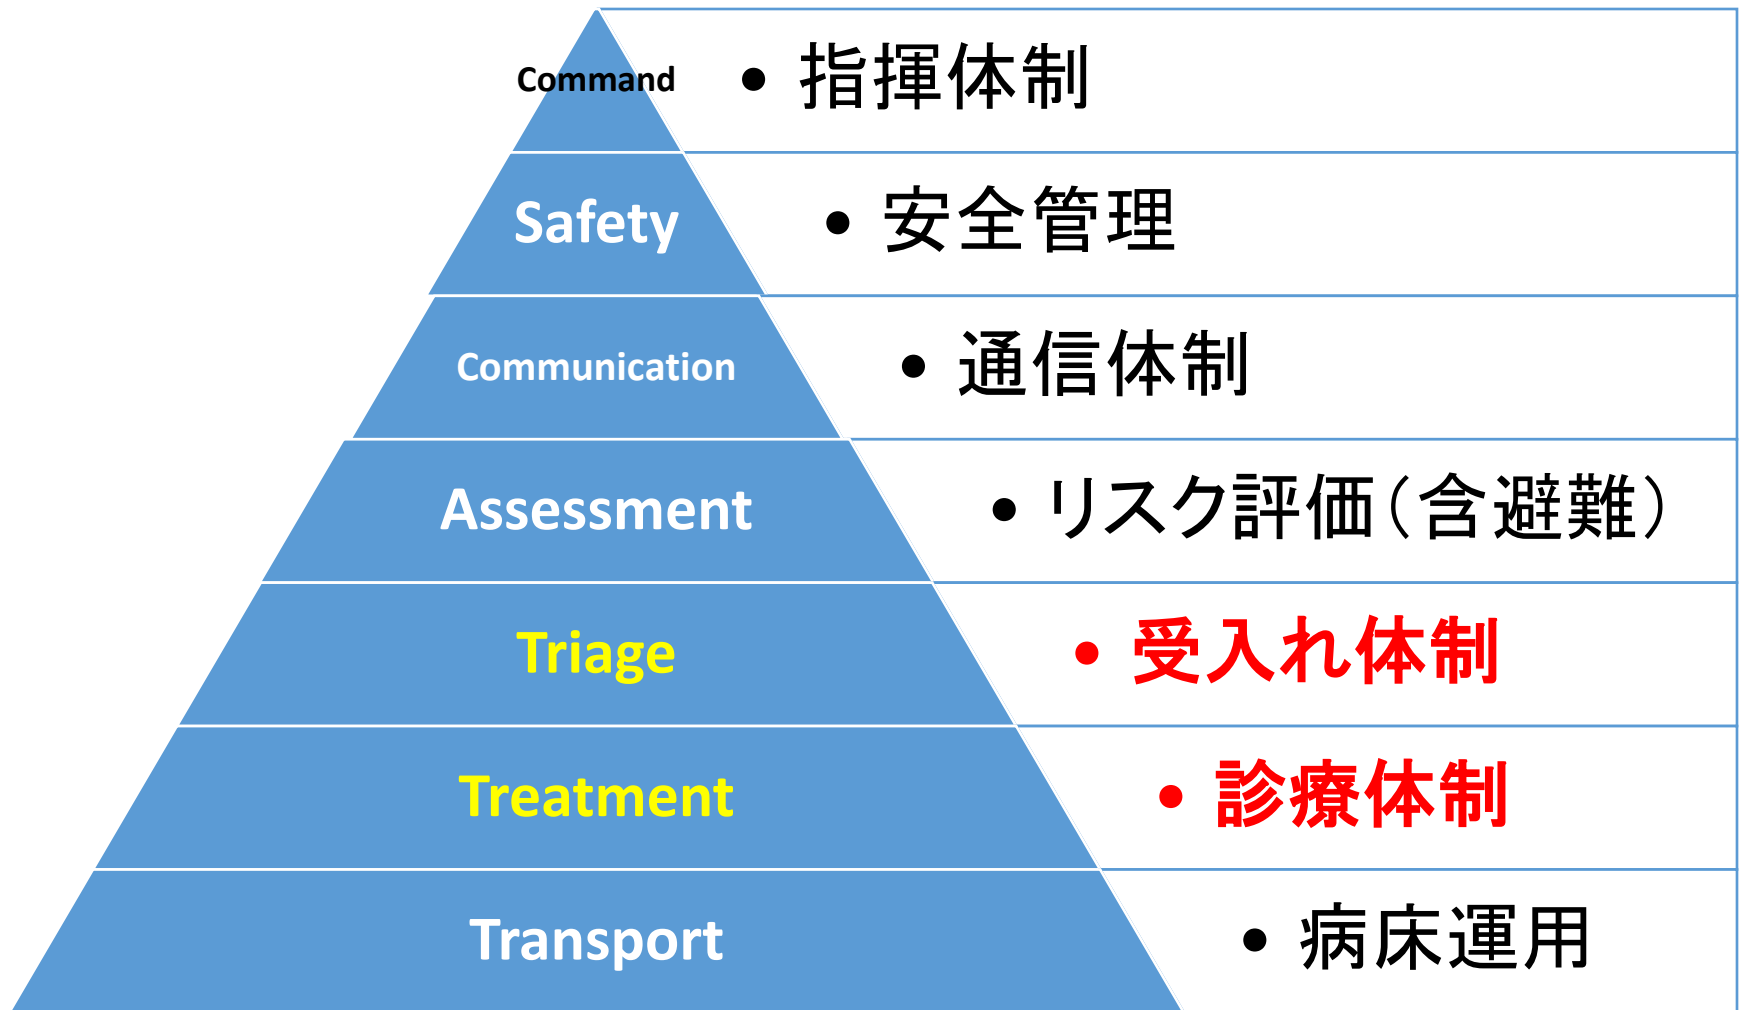 Command
• 指揮体制
Safety
• 安全管理
Communication
• 通信体制
Assessment
• リスク評価（含避難）
Triage
• 受入れ体制
Treatment
• 診療体制
Transport
• 病床運用